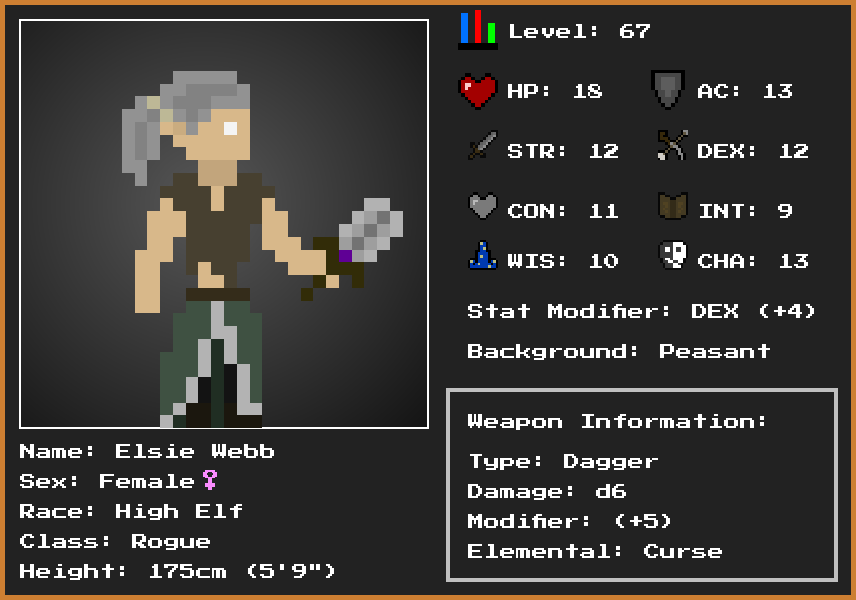 Level: 67
HP: 18 AC: 13
STR: 12 DEX: 12
CON: 11 INT: 9
WIS: 10 CHA: 13
Stat Modifier: DEX (+4)
Background: Peasant
Weapon Information:
Type: Dagger
Damage: d6
Modifier: (+5)
Elemental: Curse
Name: Elsie Webb
Sex: Female♀
Race: High Elf
Class: Rogue
Height: 175cm (5'9")